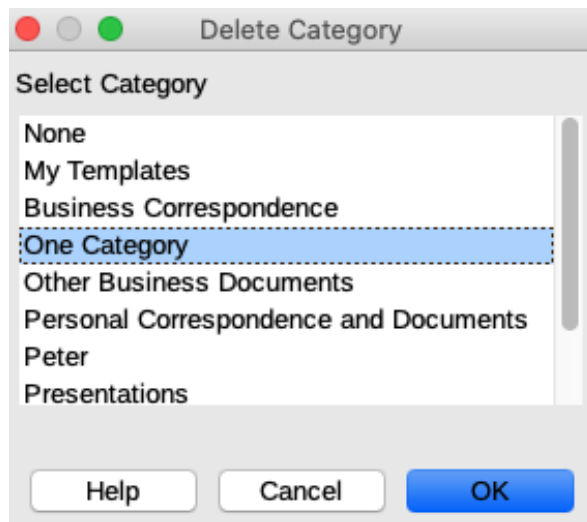 Delete Category
Select Category
None
My Templates
Business Correspondence
One Category
Other Business Documents
Personal Correspondence and Documents
Peter
Presentations
Help Cancel OK